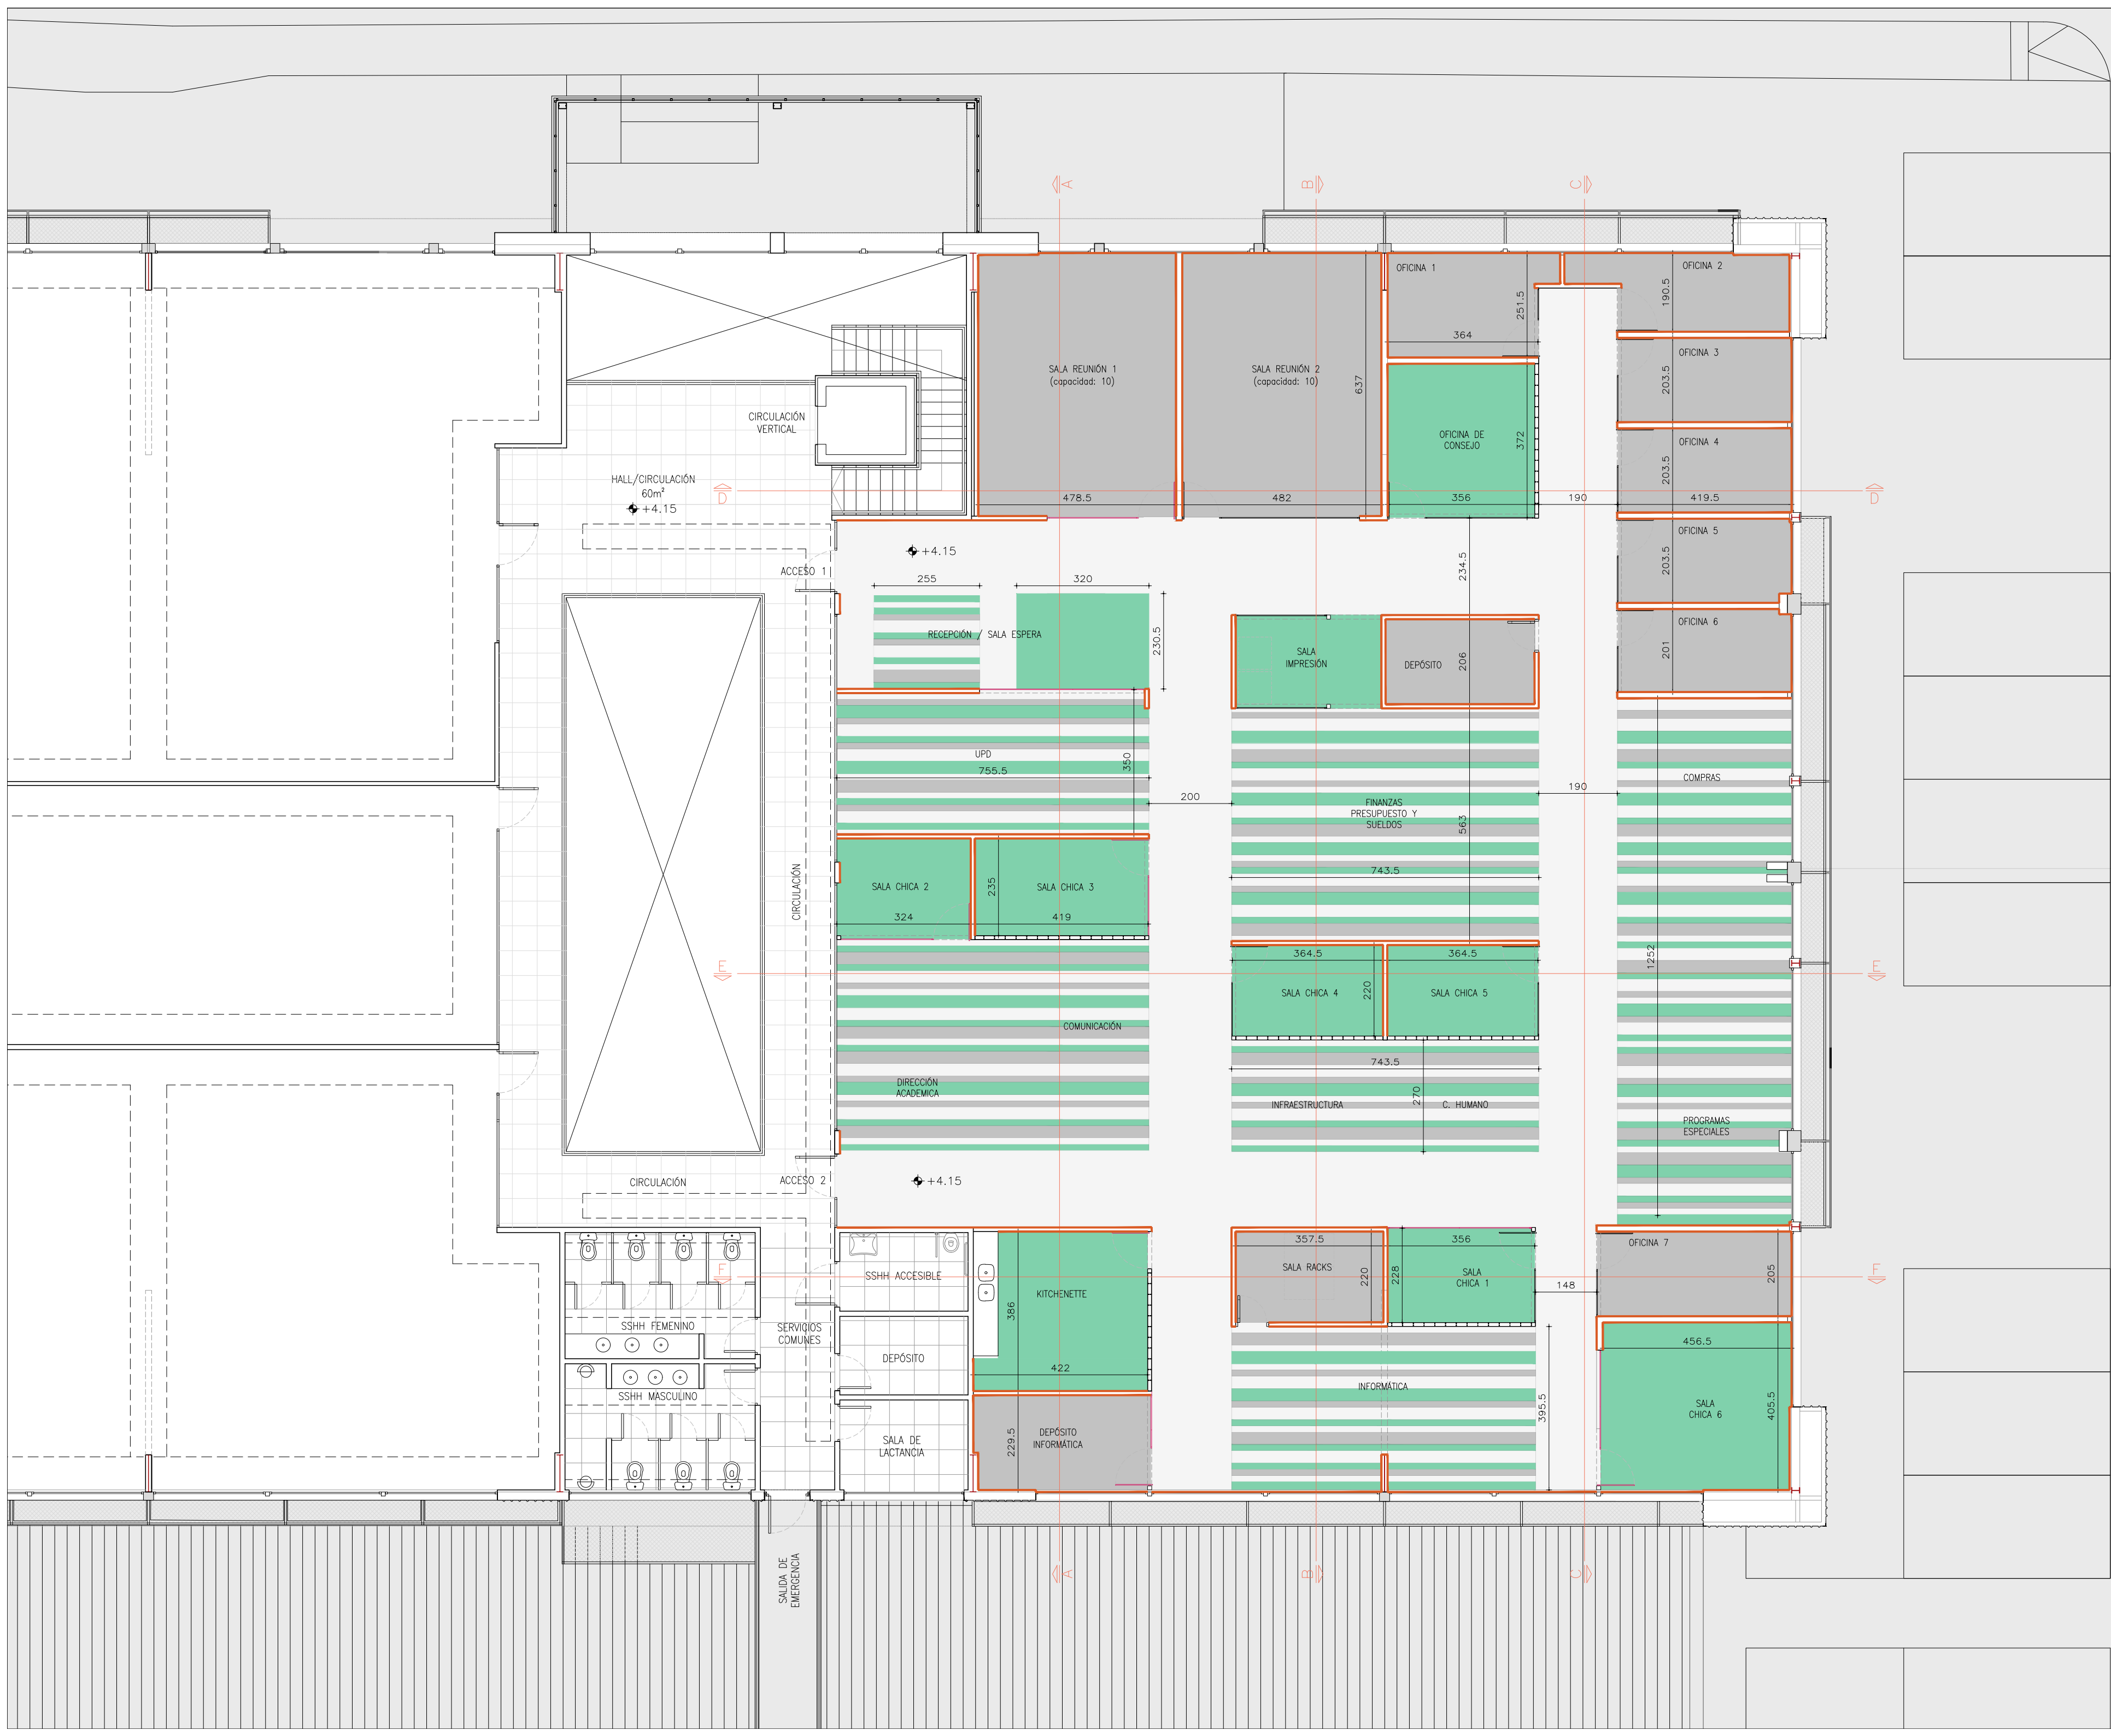 A
B
C
OFICINA 1
OFICINA 2
251.5
190.5
364
OFICINA 3
203.5
SALA REUNIÓN 1
(capacidad: 10)
SALA REUNIÓN 2
(capacidad: 10)
637
CIRCULACIÓN
VERTICAL
OFICINA DE
CONSEJO
372
OFICINA 4
203.5
HALL/CIRCULACIÓN
60m²
+4.15
D
478.5
482
356
190
419.5
D
OFICINA 5
203.5
+4.15
ACCESO 1
255
320
234.5
RECEPCIÓN / SALA ESPERA
230.5
SALA
IMPRESIÓN
DEPÓSITO
206
OFICINA 6
201
UPD
755.5
350
200
190
COMPRAS
FINANZAS
PRESUPUESTO Y
SUELDOS
563
743.5
CIRCULACIÓN
SALA CHICA 2
235
SALA CHICA 3
324
419
1252
E
364.5
364.5
E
SALA CHICA 4
220
SALA CHICA 5
COMUNICACIÓN
743.5
DIRECCIÓN
ACADEMICA
270
INFRAESTRUCTURA
C. HUMANO
PROGRAMAS
ESPECIALES
CIRCULACIÓN
ACCESO 2
+4.15
357.5
356
OFICINA 7
F
SSHH ACCESIBLE
SALA RACKS
220
228
SALA
CHICA 1
148
205
F
KITCHENETTE
386
SSHH FEMENINO
SERVICIOS
COMUNES
DEPÓSITO
422
456.5
SSHH MASCULINO
INFORMÁTICA
395.5
SALA
CHICA 6
405.5
SALA DE
LACTANCIA
229.5
DEPÓSITO
INFORMÁTICA
SALIDA DE
EMERGENCIA
A
B
C